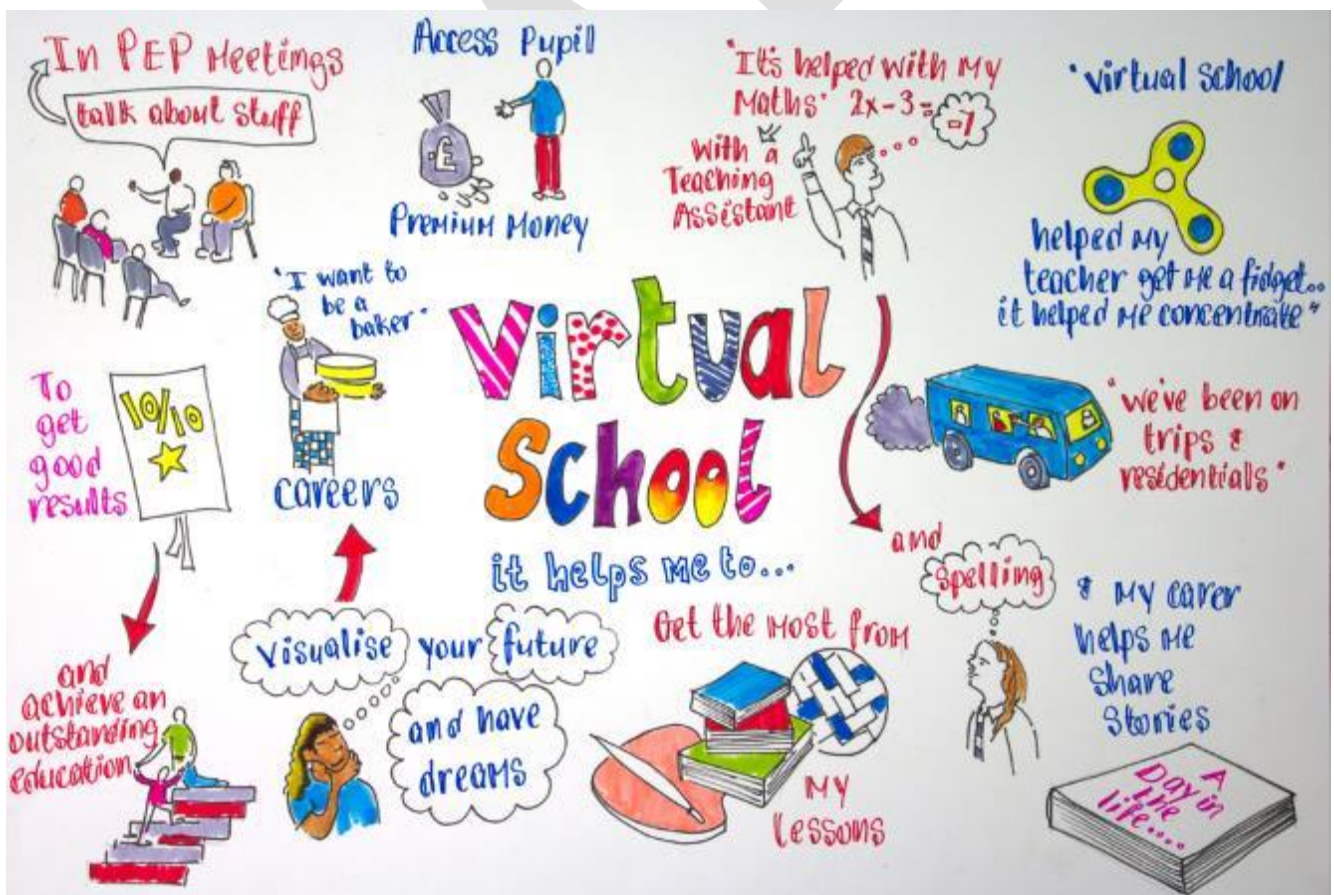 In PEP Meetings
talk about stuff
Access Pupil
£
Premium Money
"It's helped with my
Maths" 2x-3=
-7
with a
Teaching
Assistant
"virtual school
helped my
teacher get me a fidget..
it helped me concentrate"
"I want to
be a
baker"
careers
Virtual
School
it helps me to...
To
get
good
results
10/10
"we've been on
trips &
residentials"
and
spelling
& my carer
helps me
share
stories
A
Day in
the
life....
visualise
your
future
and have
dreams
Get the most from
My
lessons
and
achieve an
outstanding
education